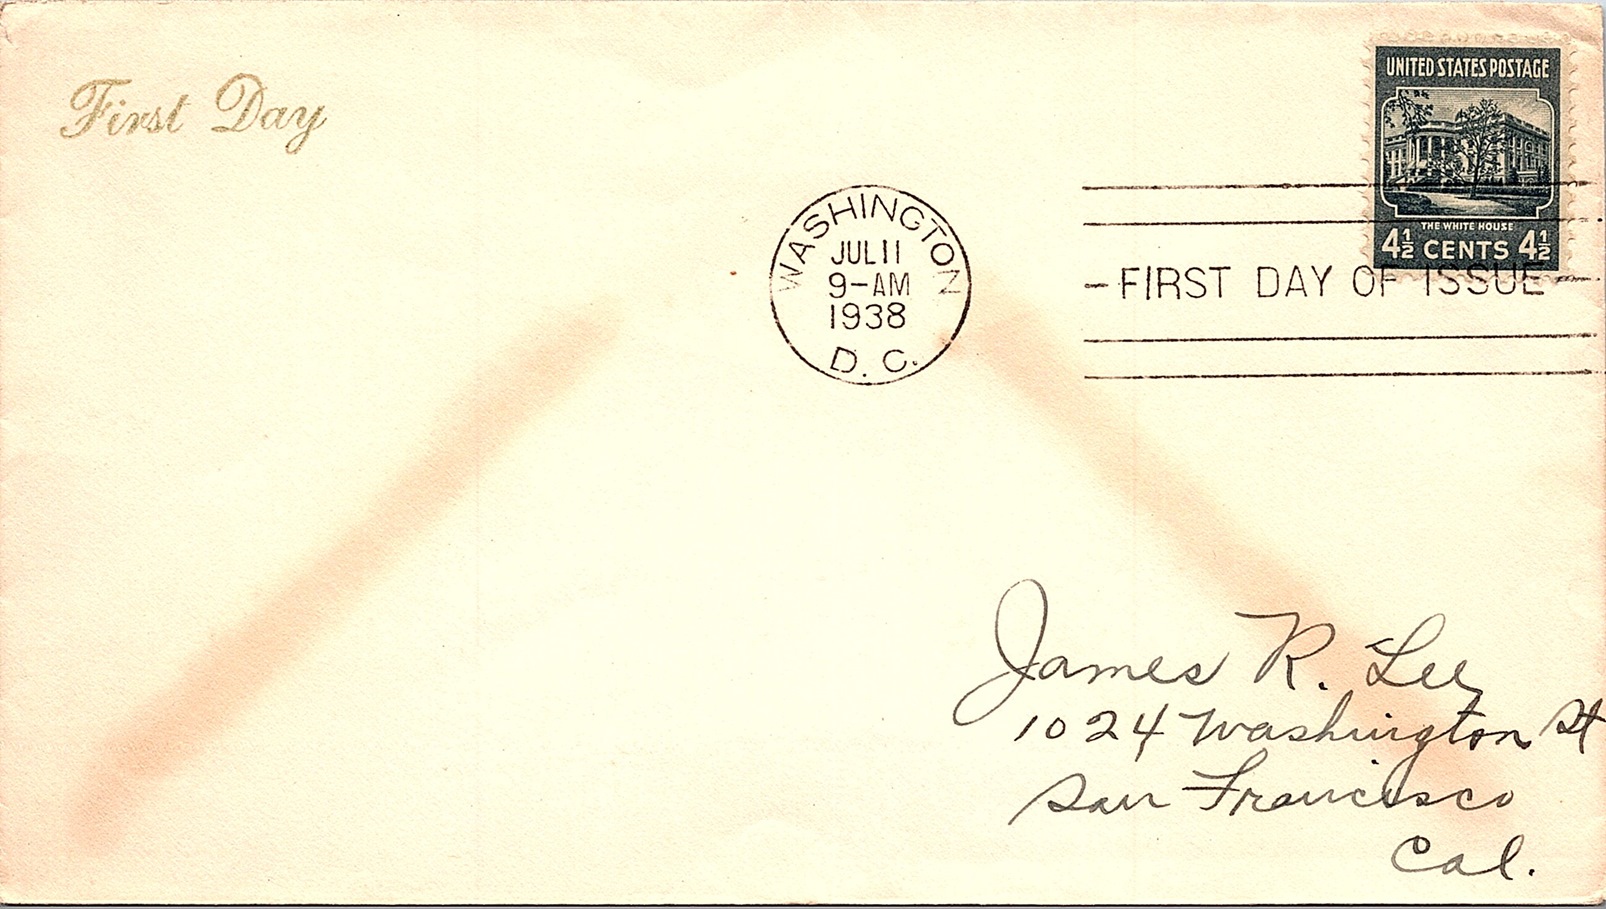 First Day
UNITED STATES POSTAGE
THE WHITE HOUSE
4½ CENTS 4½
WASHINGTON
JUL 11
9-AM
1938
D. C.
- FIRST DAY OF ISSUE -
James R. Lee
1024 Washington St
San Francisco
Cal.